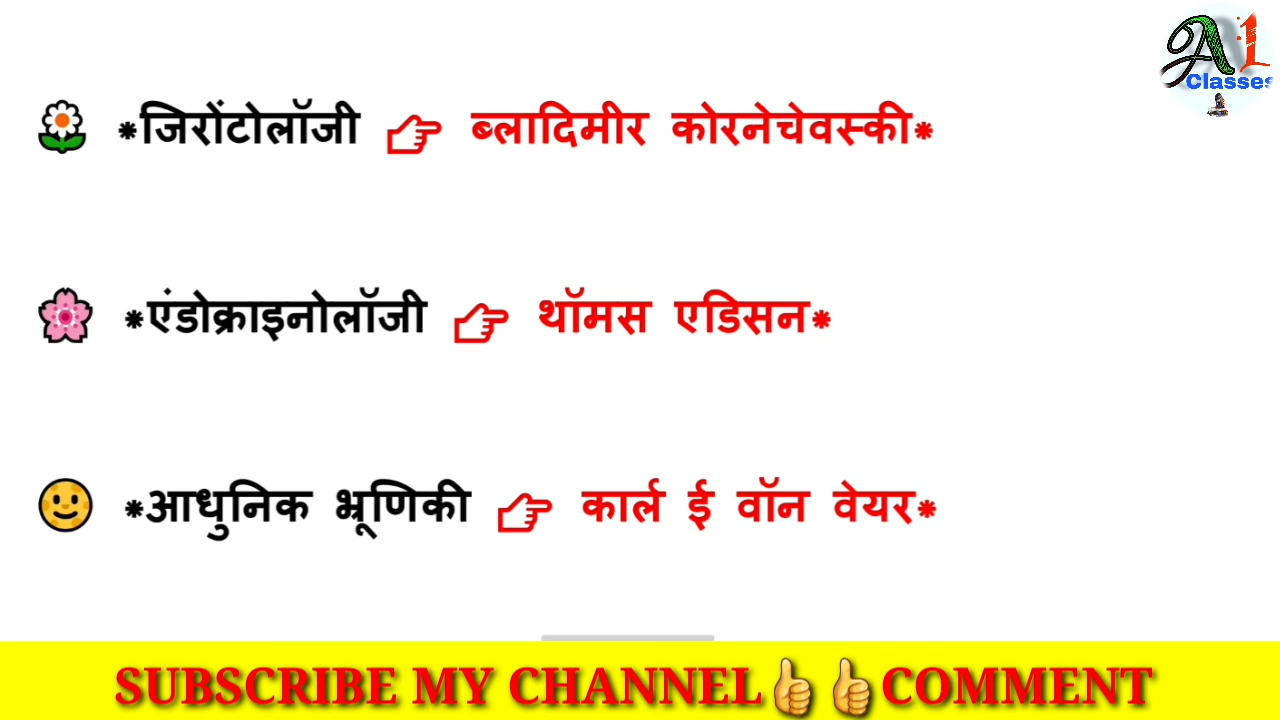 A1
Classes
*जिरोंटोलॉजी 👉 ब्लादिमीर कोरनेचेवस्की*
*एंडोक्राइनोलॉजी 👉 थॉमस एडिसन*
*आधुनिक भ्रूणिकी 👉 कार्ल ई वॉन वेयर*
SUBSCRIBE MY CHANNEL👍👍COMMENT